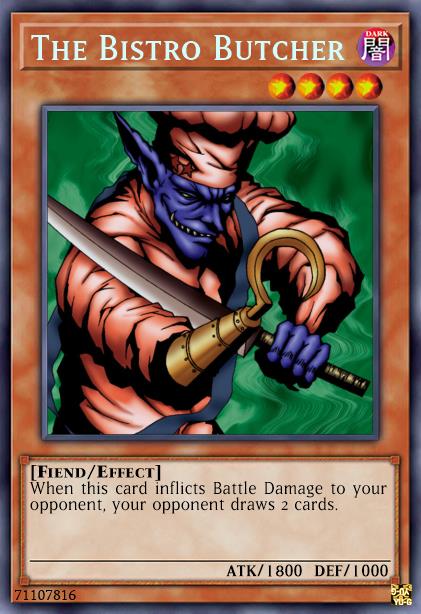 THE BISTRO BUTCHER
DARK
闇
[FIEND/EFFECT]
When this card inflicts Battle Damage to your
opponent, your opponent draws 2 cards.
ATK/1800 DEF/1000
71107816